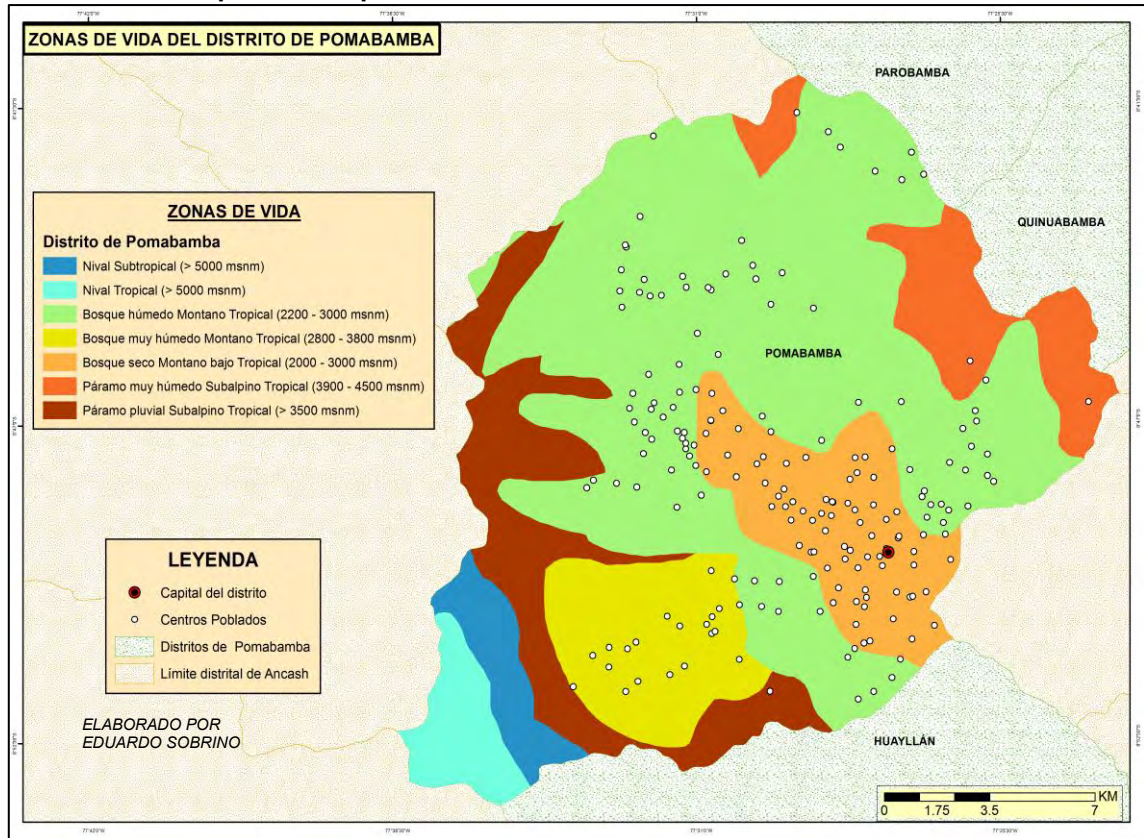 ZONAS DE VIDA DEL DISTRITO DE POMABAMBA
PAROBAMBA
QUINUABAMBA
POMABAMBA
HUAYLLÁN
ZONAS DE VIDA
Distrito de Pomabamba
Nival Subtropical (> 5000 msnm)
Nival Tropical (> 5000 msnm)
Bosque húmedo Montano Tropical (2200 - 3000 msnm)
Bosque muy húmedo Montano Tropical (2800 - 3800 msnm)
Bosque seco Montano bajo Tropical (2000 - 3000 msnm)
Páramo muy húmedo Subalpino Tropical (3900 - 4500 msnm)
Páramo pluvial Subalpino Tropical (> 3500 msnm)
LEYENDA
Capital del distrito
Centros Poblados
Distritos de Pomabamba
Límite distrital de Ancash
ELABORADO POR
EDUARDO SOBRINO
KM
0 1.75 3.5 7